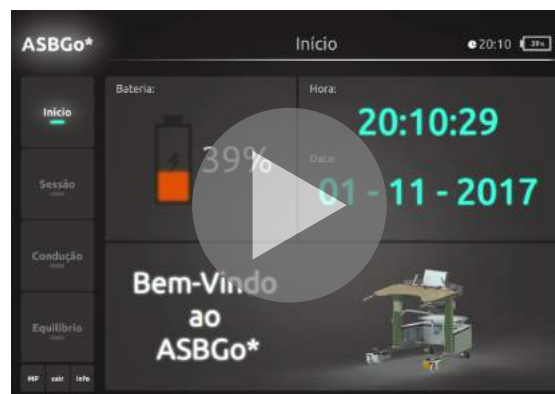 ASBGo*
Início
20:10
39%
Início
Sessão
Condução
Equilíbrio
MP sair Info
Bateria:
39%
Hora:
20:10:29
Data:
01 - 11 - 2017
Bem-Vindo
ao
ASBGo*